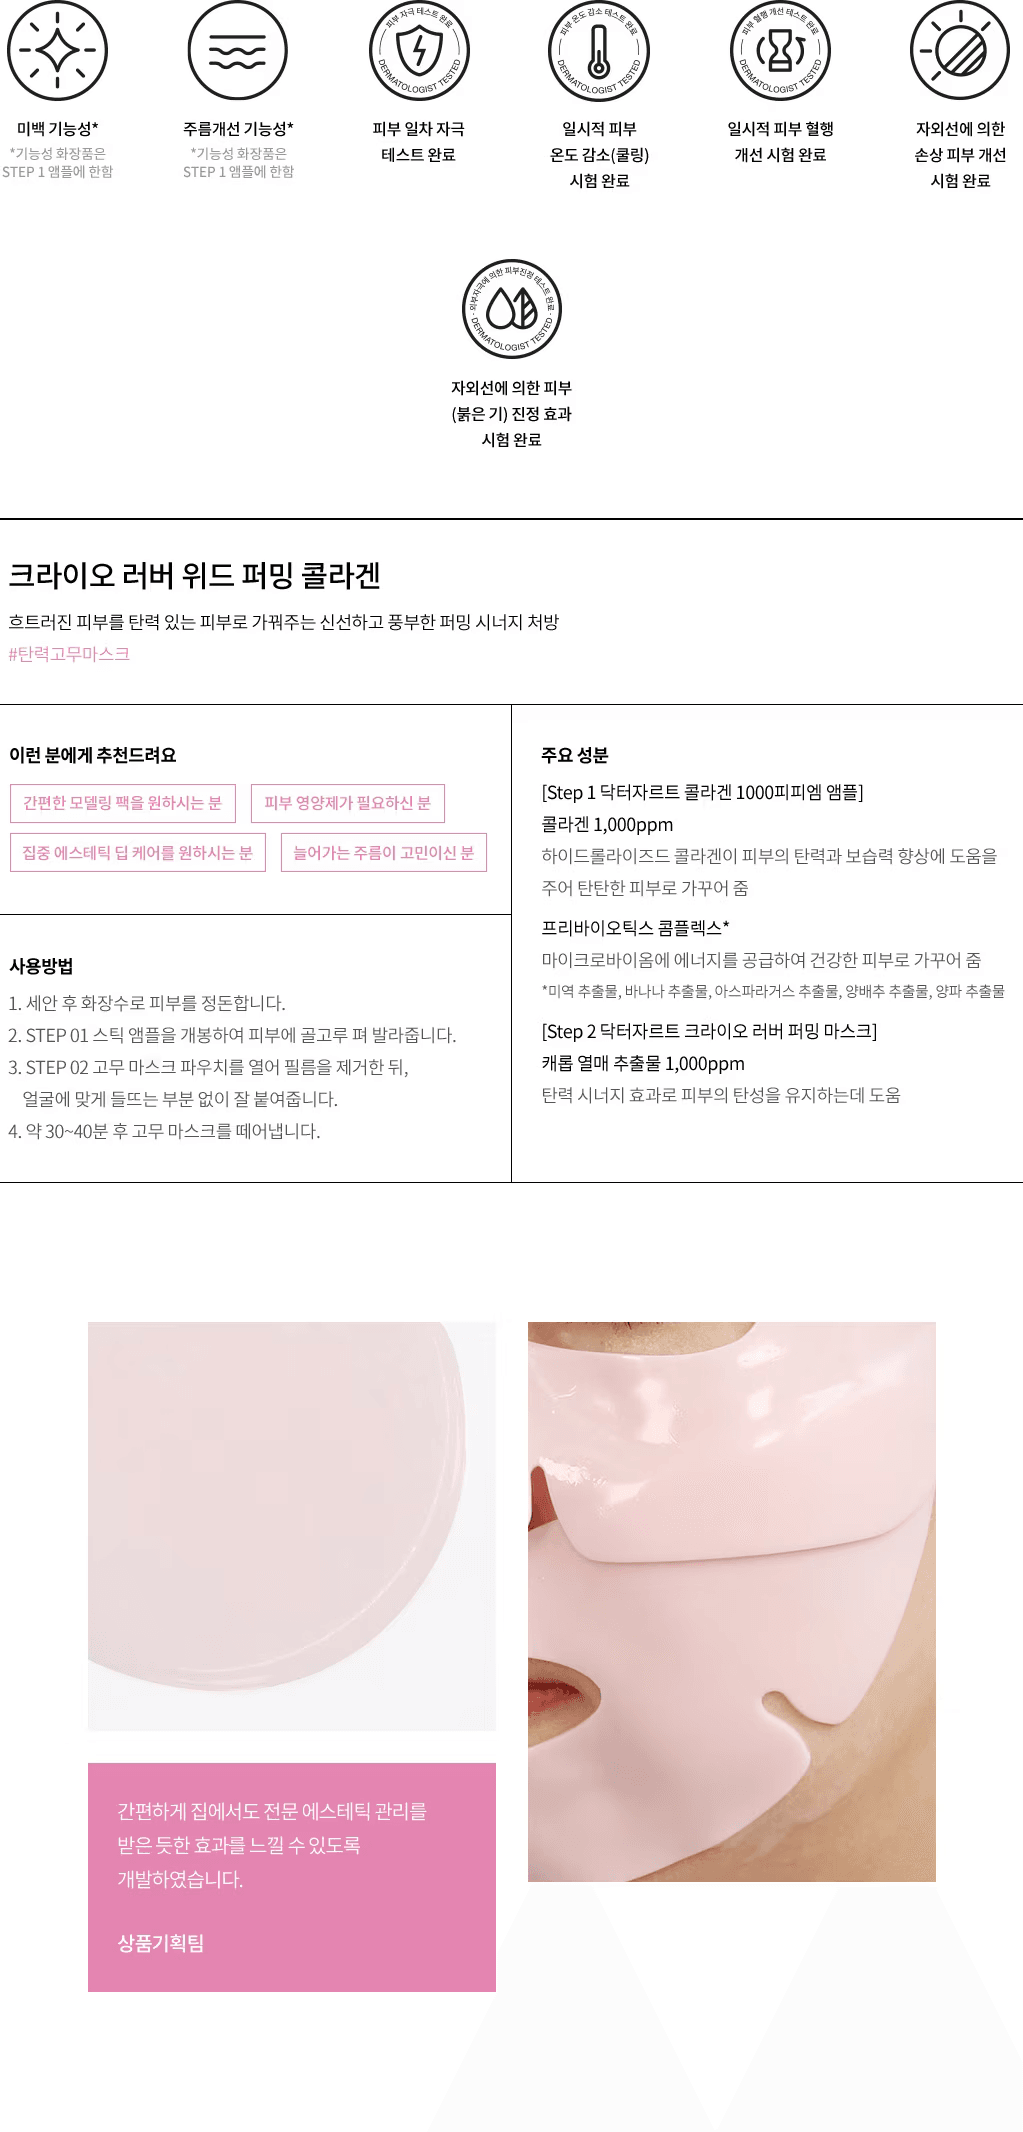 피부 자극 테스트 완료
DERMATOLOGIST TESTED
피부 온도 감소 테스트 완료
DERMATOLOGIST TESTED
피부 혈행 개선 테스트 완료
DERMATOLOGIST TESTED
미백 기능성*
*기능성 화장품은
STEP 1 앰플에 한함
주름개선 기능성*
*기능성 화장품은
STEP 1 앰플에 한함
피부 일차 자극
테스트 완료
일시적 피부
온도 감소(쿨링)
시험 완료
일시적 피부 혈행
개선 시험 완료
자외선에 의한
손상 피부 개선
시험 완료
외부자극에 의한 피부진정 테스트 완료
· DERMATOLOGIST TESTED ·
자외선에 의한 피부
(붉은 기) 진정 효과
시험 완료
크라이오 러버 위드 퍼밍 콜라겐
흐트러진 피부를 탄력 있는 피부로 가꿔주는 신선하고 풍부한 퍼밍 시너지 처방
#탄력고무마스크
이런 분에게 추천드려요
간편한 모델링 팩을 원하시는 분
피부 영양제가 필요하신 분
집중 에스테틱 딥 케어를 원하시는 분
늘어가는 주름이 고민이신 분
사용방법
1. 세안 후 화장수로 피부를 정돈합니다.
2. STEP 01 스틱 앰플을 개봉하여 피부에 골고루 펴 발라줍니다.
3. STEP 02 고무 마스크 파우치를 열어 필름을 제거한 뒤,
얼굴에 맞게 들뜨는 부분 없이 잘 붙여줍니다.
4. 약 30~40분 후 고무 마스크를 떼어냅니다.
주요 성분
[Step 1 닥터자르트 콜라겐 1000피피엠 앰플]
콜라겐 1,000ppm
하이드롤라이즈드 콜라겐이 피부의 탄력과 보습력 향상에 도움을
주어 탄탄한 피부로 가꾸어 줌
프리바이오틱스 콤플렉스*
마이크로바이옴에 에너지를 공급하여 건강한 피부로 가꾸어 줌
*미역 추출물, 바나나 추출물, 아스파라거스 추출물, 양배추 추출물, 양파 추출물
[Step 2 닥터자르트 크라이오 러버 퍼밍 마스크]
캐롭 열매 추출물 1,000ppm
탄력 시너지 효과로 피부의 탄성을 유지하는데 도움
간편하게 집에서도 전문 에스테틱 관리를
받은 듯한 효과를 느낄 수 있도록
개발하였습니다.
상품기획팀